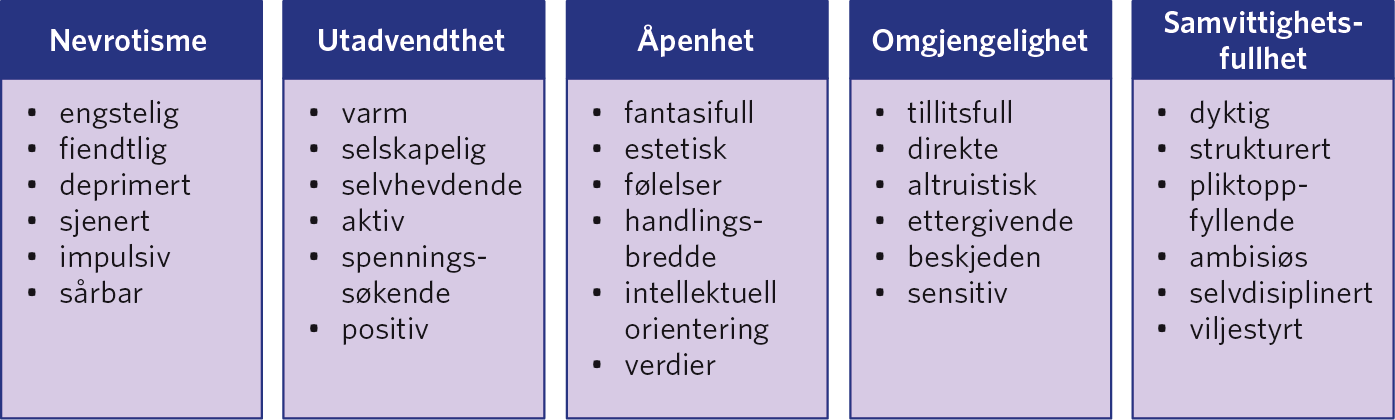 Nevrotisme
• engstelig
• fiendtlig
• deprimert
• sjenert
• impulsiv
• sårbar
Utadvendthet
• varm
• selskapelig
• selvhevdende
• aktiv
• spennings-
søkende
• positiv
Åpenhet
• fantasifull
• estetisk
• følelser
• handlings-
bredde
• intellektuell
orientering
• verdier
Omgjengelighet
• tillitsfull
• direkte
• altruistisk
• ettergivende
• beskjeden
• sensitiv
Samvittighets-
fullhet
• dyktig
• strukturert
• pliktopp-
fyllende
• ambisiøs
• selvdisiplinert
• viljestyrt